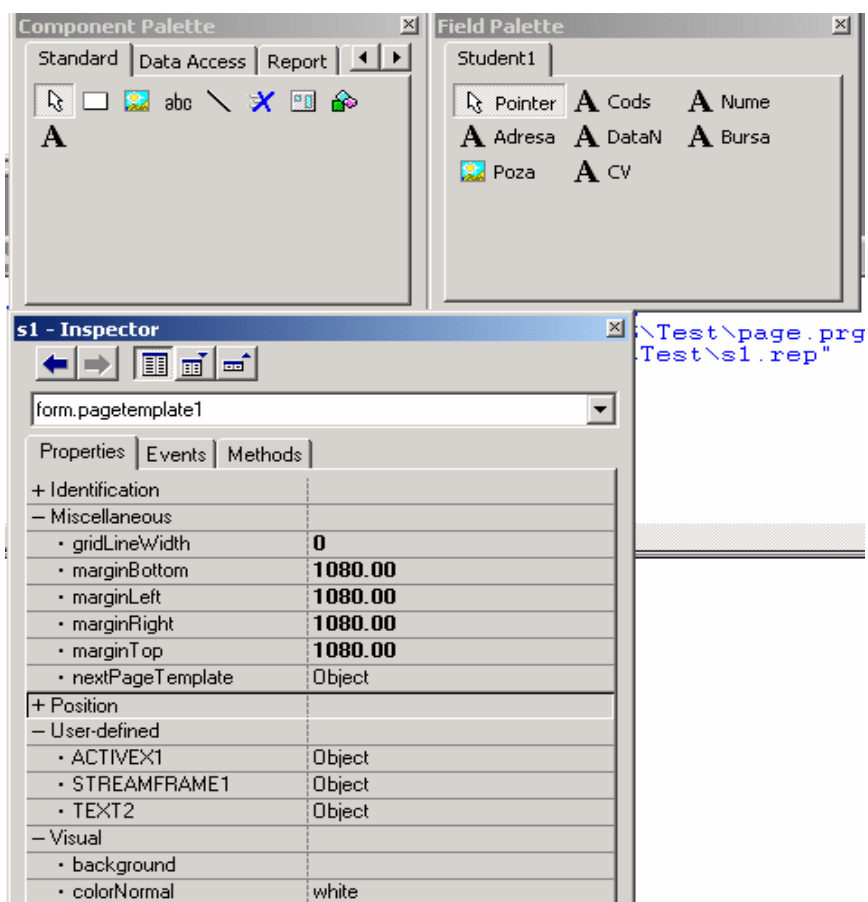 Component Palette
Standard Data Access Report
abc
A
Field Palette
Student1
Pointer A Cods A Nume
A Adresa A DataN A Bursa
Poza A CV
s1 - Inspector
\Test\page.prg
Test\s1.rep"
form.pagetemplate1
Properties Events Methods
+ Identification
– Miscellaneous
• gridLineWidth 0
• marginBottom 1080.00
• marginLeft 1080.00
• marginRight 1080.00
• marginTop 1080.00
• nextPageTemplate Object
+ Position
– User-defined
• ACTIVEX1 Object
• STREAMFRAME1 Object
• TEXT2 Object
– Visual
• background
• colorNormal white